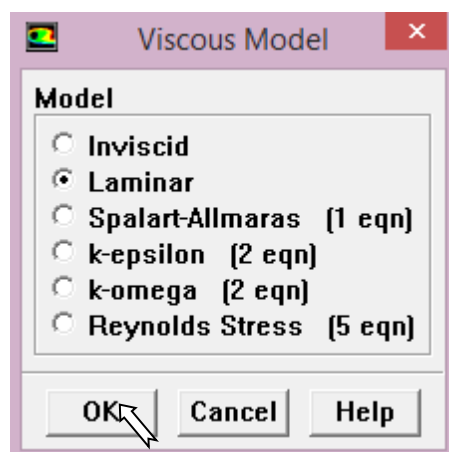 Viscous Model
Model
Inviscid
Laminar
Spalart-Allmaras (1 eqn)
k-epsilon (2 eqn)
k-omega (2 eqn)
Reynolds Stress (5 eqn)
OK Cancel Help